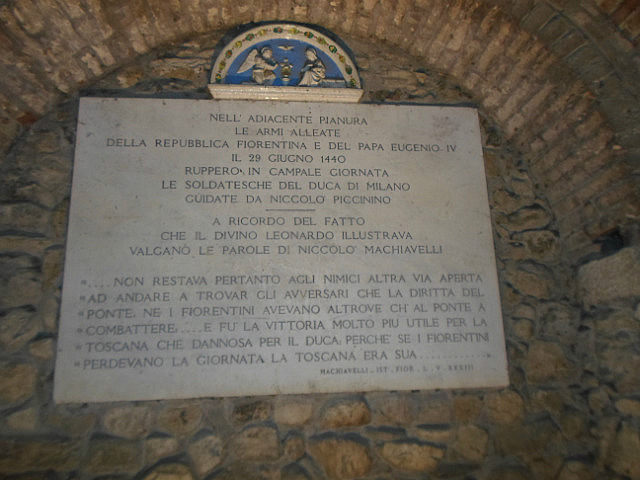 NELL' ADIACENTE PIANURA
LE ARMI ALLEATE
DELLA REPUBBLICA FIORENTINA E DEL PAPA EUGENIO IV
IL 29 GIUGNO 1440
RUPPERO IN CAMPALE GIORNATA
LE SOLDATESCHE DEL DUCA DI MILANO
GUIDATE DA NICCOLO' PICCININO
A RICORDO DEL FATTO
CHE IL DIVINO LEONARDO ILLUSTRAVA
VALGANO LE PAROLE DI NICCOLO' MACHIAVELLI
"....NON RESTAVA PERTANTO AGLI NIMICI ALTRA VIA APERTA
"AD ANDARE A TROVAR GLI AVVERSARI CHE LA DIRITTA DEL
"PONTE, NE I FIORENTINI AVEVANO ALTROVE CH'AL PONTE A
"COMBATTERE,....E FU' LA VITTORIA MOLTO PIU UTILE PER LA
"TOSCANA CHE DANNOSA PER IL DUCA, PERCHE' SE I FIORENTINI
"PERDEVANO LA GIORNATA LA TOSCANA ERA SUA............"
MACHIAVELLI . IST . FIOR . L . V . XXXIII